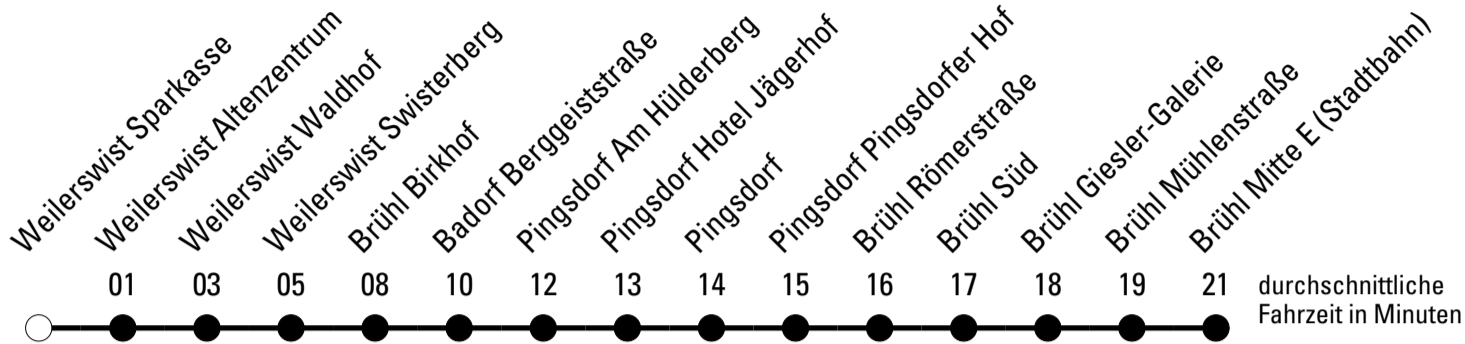 Weilerswist Sparkasse
Weilerswist Altenzentrum
Weilerswist Waldhof
Weilerswist Swisterberg
Brühl Birkhof
Badorf Berggeiststraße
Pingsdorf Am Hülderberg
Pingsdorf Hotel Jägerhof
Pingsdorf
Pingsdorf Pingsdorfer Hof
Brühl Römerstraße
Brühl Süd
Brühl Giesler-Galerie
Brühl Mühlenstraße
Brühl Mitte E (Stadtbahn)
01 03 05 08 10 12 13 14 15 16 17 18 19 21
durchschnittliche
Fahrzeit in Minuten